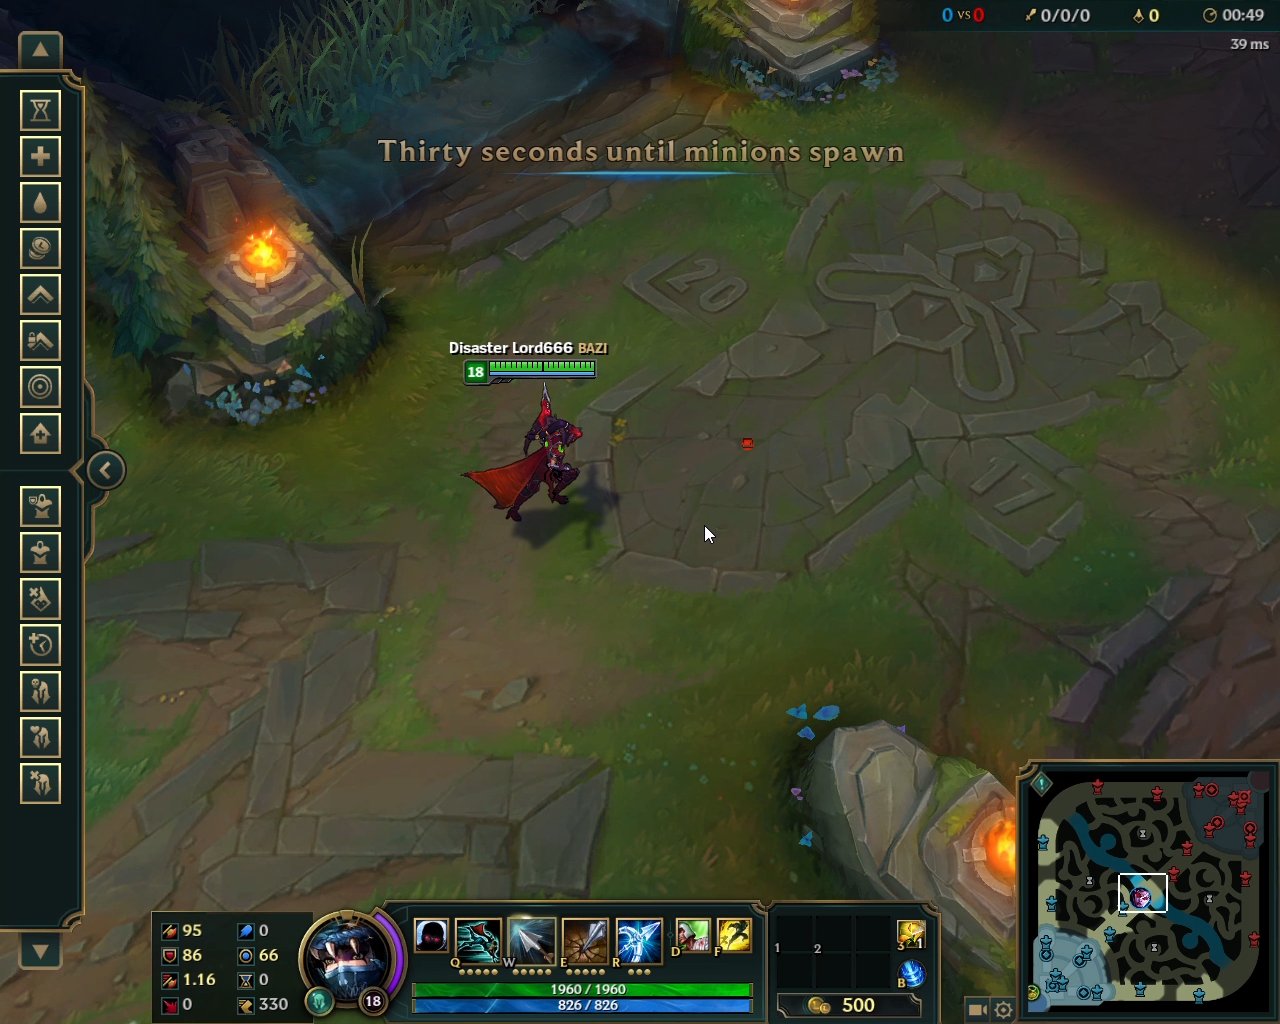 0 vs 0 0/0/0 0 00:49
39 ms
Thirty seconds until minions spawn
20
Disaster Lord666 BAZI
18
17
95 0
86 66
1.16 0
0 330
18
Q W E R D F
1960 / 1960
826 / 826
1 2 3 1
B
500